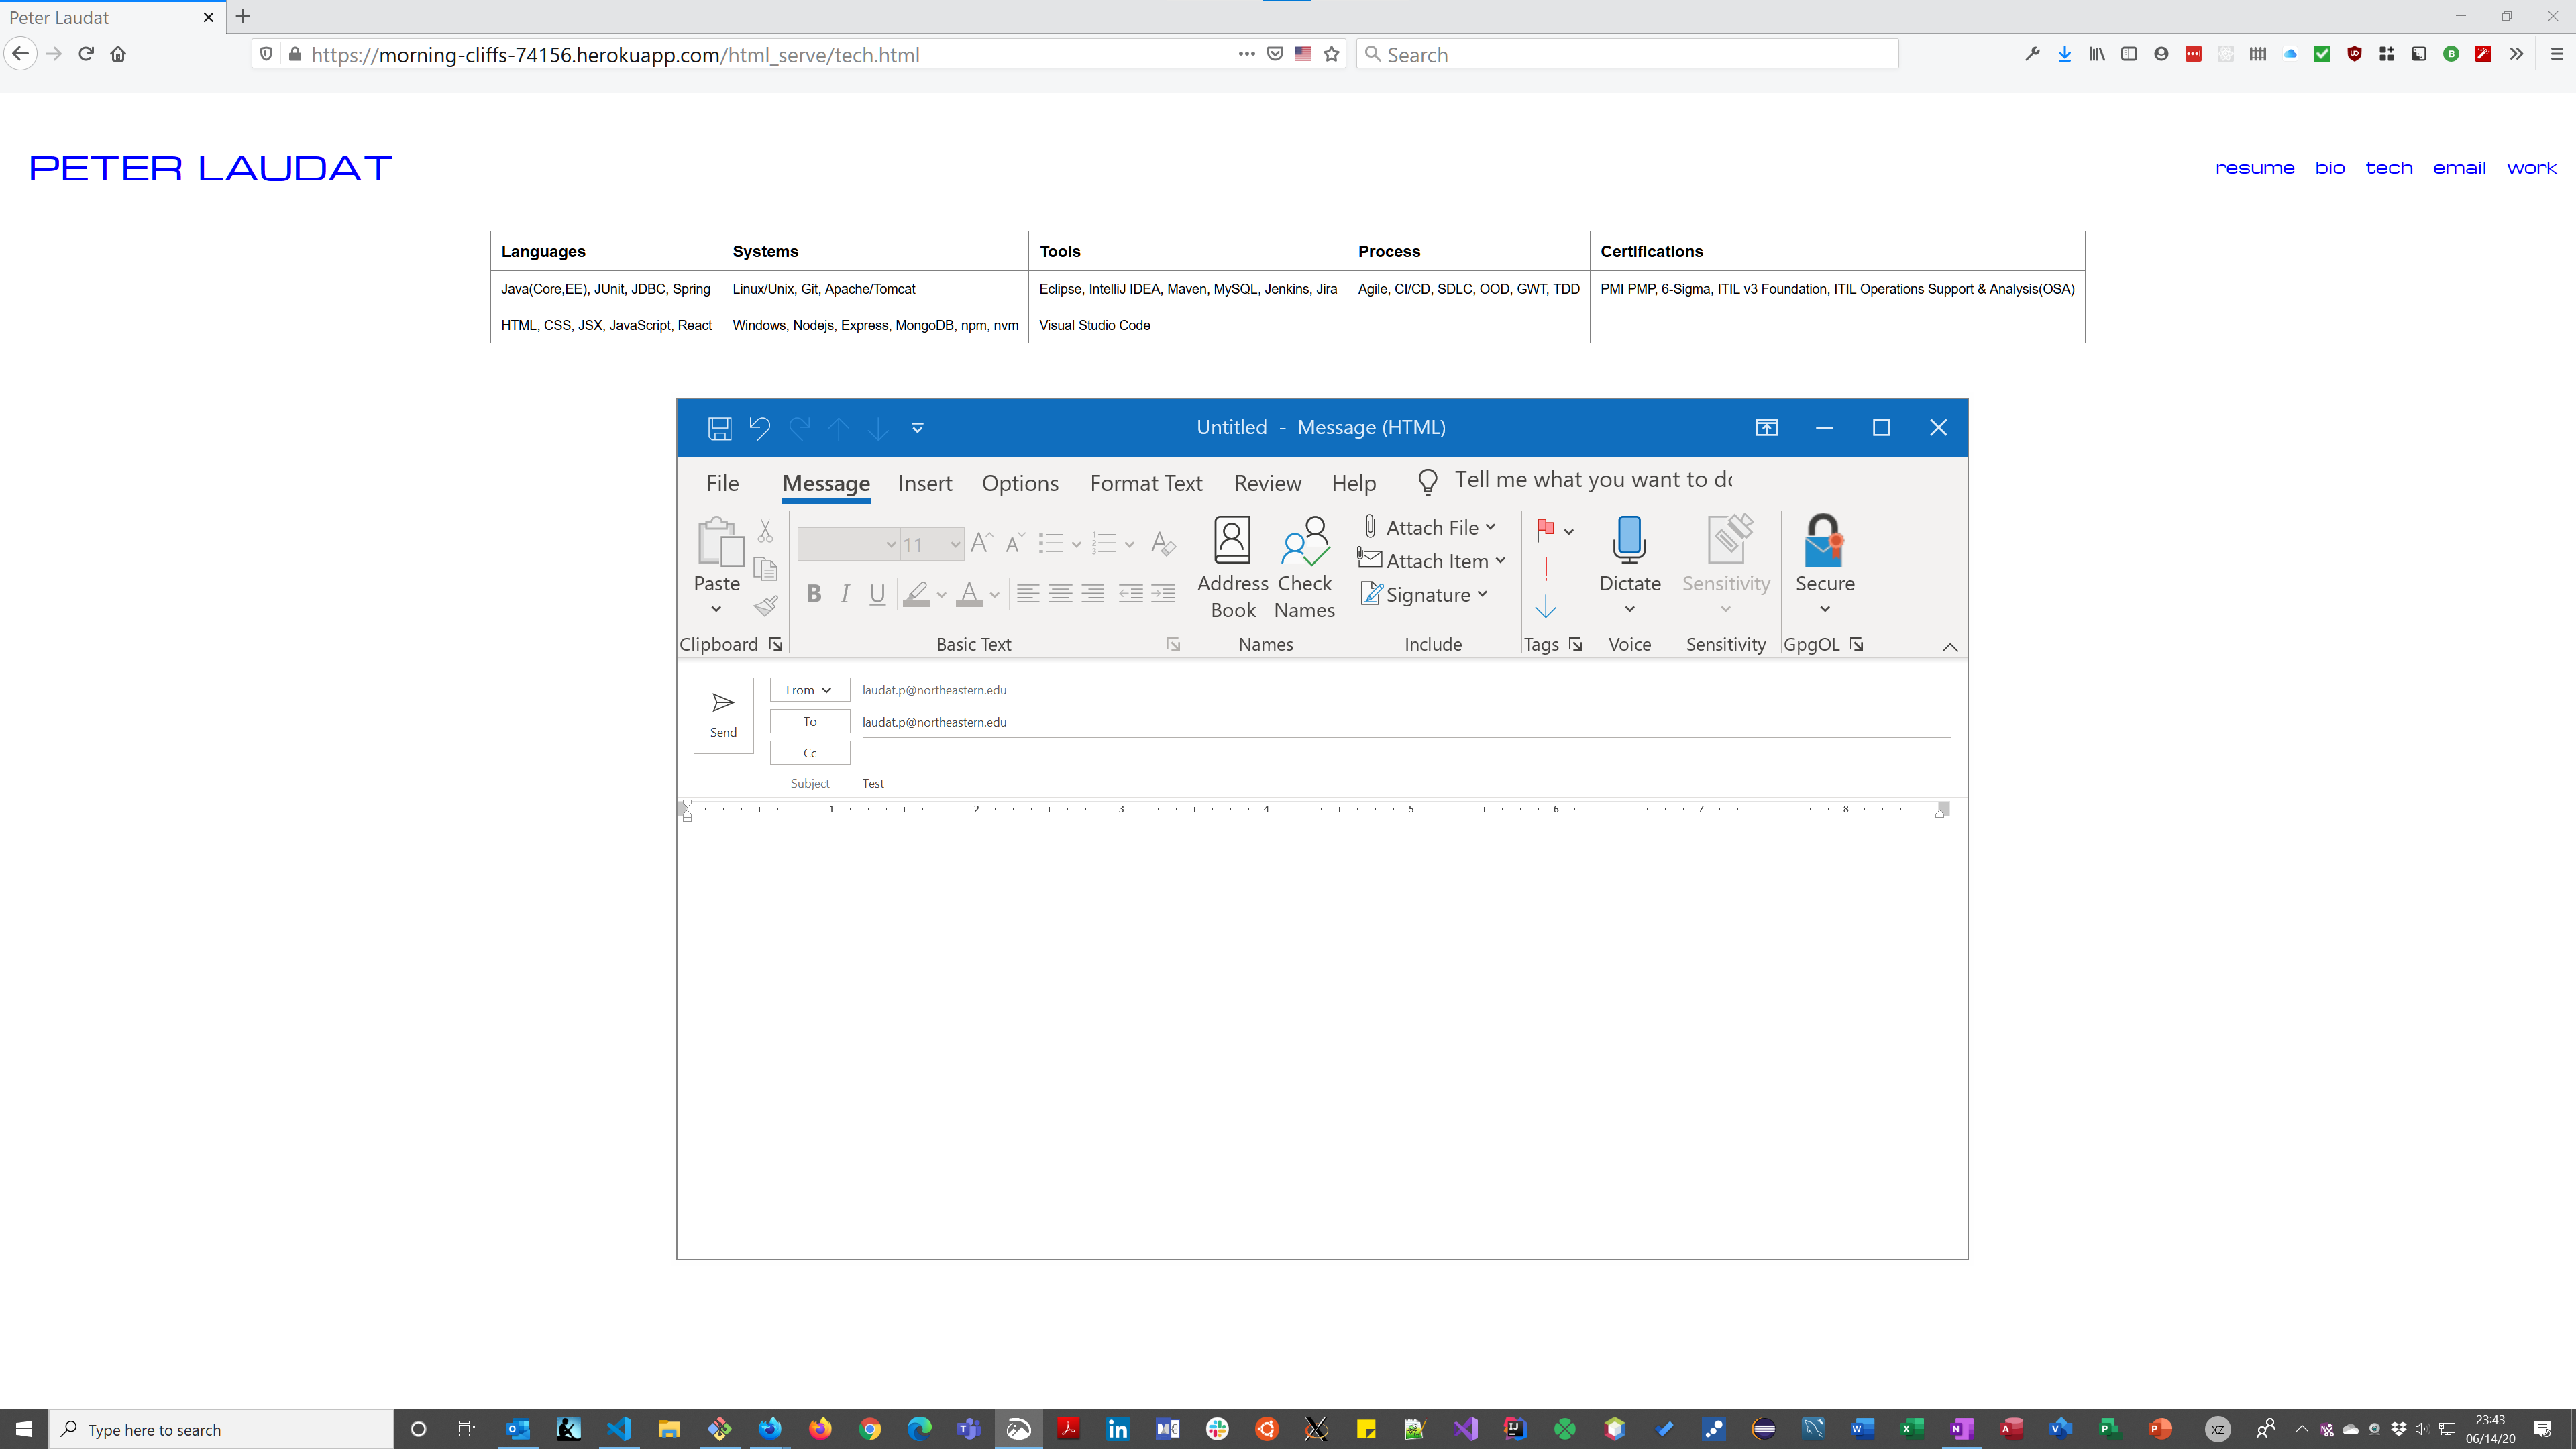 Peter Laudat
https://morning-cliffs-74156.herokuapp.com/html_serve/tech.html
Search
PETER LAUDAT
resume bio tech email work
Languages Systems Tools Process Certifications
Java(Core,EE), JUnit, JDBC, Spring Linux/Unix, Git, Apache/Tomcat Eclipse, IntelliJ IDEA, Maven, MySQL, Jenkins, Jira Agile, CI/CD, SDLC, OOD, GWT, TDD PMI PMP, 6-Sigma, ITIL v3 Foundation, ITIL Operations Support & Analysis(OSA)
HTML, CSS, JSX, JavaScript, React Windows, Nodejs, Express, MongoDB, npm, nvm Visual Studio Code
Untitled - Message (HTML)
File Message Insert Options Format Text Review Help Tell me what you want to do
Paste
11
Address Book
Check Names
Attach File
Attach Item
Signature
Dictate
Sensitivity
Secure
Clipboard Basic Text Names Include Tags Voice Sensitivity GpgOL
Send
From laudat.p@northeastern.edu
To laudat.p@northeastern.edu
Cc
Subject Test
1 2 3 4 5 6 7 8
Type here to search
XZ
23:43
06/14/20